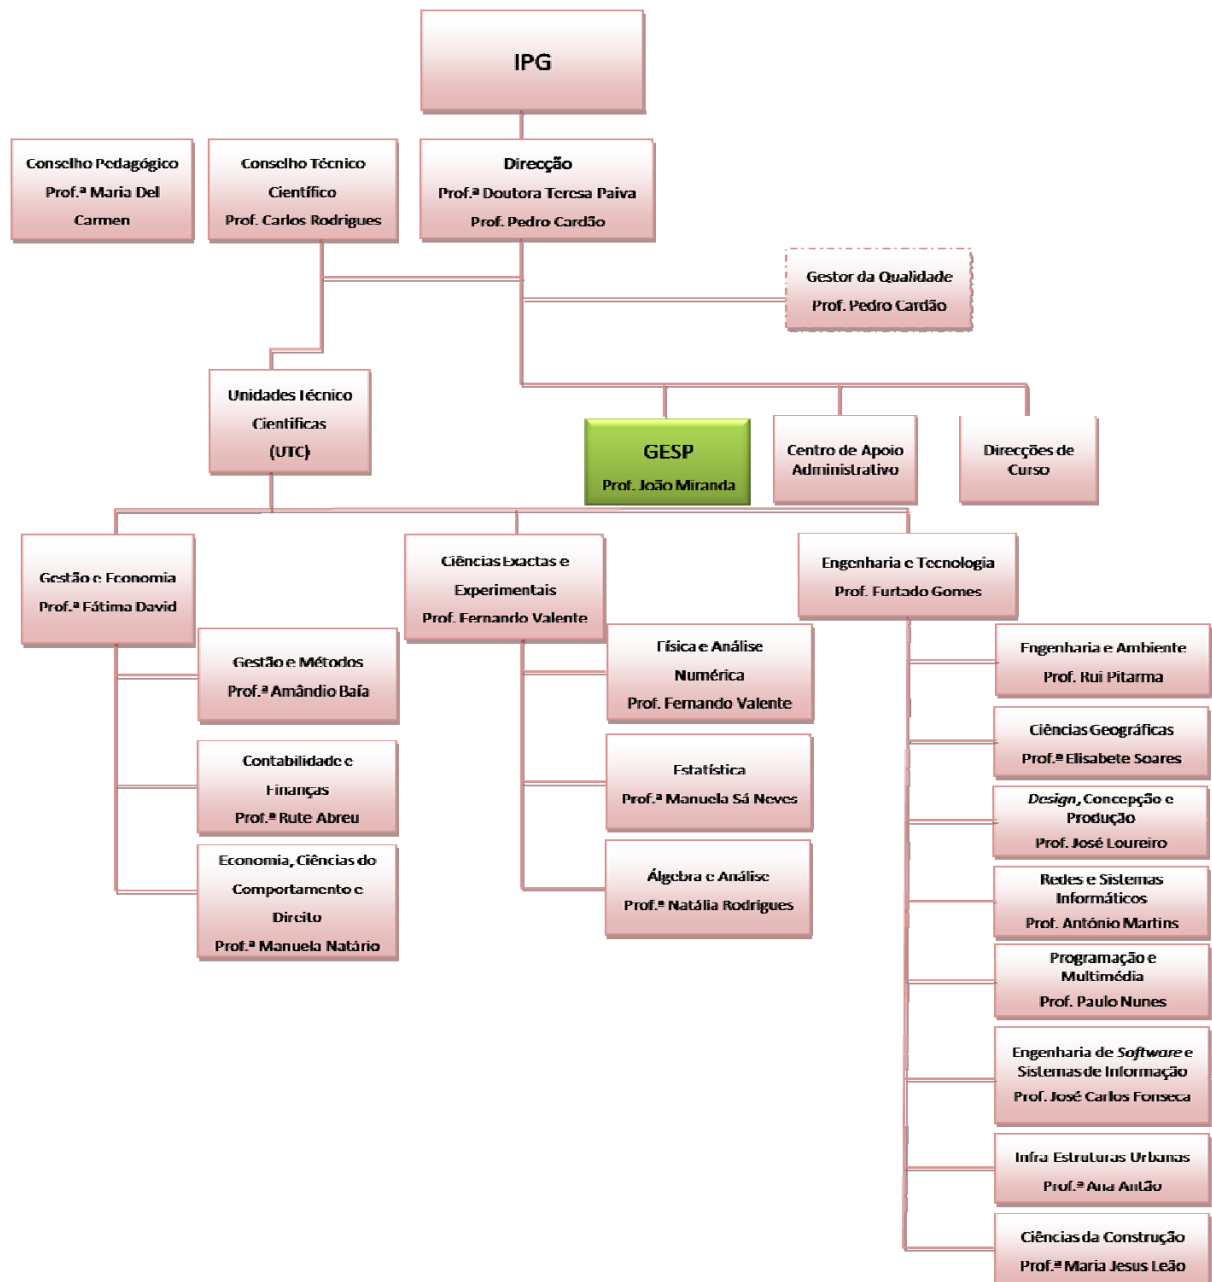 IPG
Conselho Pedagógico
Prof.ª Maria Del
Carmen
Conselho Técnico
Científico
Prof. Carlos Rodrigues
Direcção
Prof.ª Doutora Teresa Paiva
Prof. Pedro Cardão
Gestor da Qualidade
Prof. Pedro Cardão
Unidades Técnico
Cientificas
(UTC)
GESP
Prof. João Miranda
Centro de Apoio
Administrativo
Direcções de
Curso
Gestão e Economia
Prof.ª Fátima David
Ciências Exactas e
Experimentais
Prof. Fernando Valente
Engenharia e Tecnologia
Prof. Furtado Gomes
Gestão e Métodos
Prof.ª Amândio Baía
Contabilidade e
Finanças
Prof.ª Rute Abreu
Economia, Ciências do
Comportamento e
Direito
Prof.ª Manuela Natário
Física e Análise
Numérica
Prof. Fernando Valente
Estatística
Prof.ª Manuela Sá Neves
Álgebra e Análise
Prof.ª Natália Rodrigues
Engenharia e Ambiente
Prof. Rui Pitarma
Ciências Geográficas
Prof.ª Elisabete Soares
Design, Concepção e
Produção
Prof. José Loureiro
Redes e Sistemas
Informáticos
Prof. António Martins
Programação e
Multimédia
Prof. Paulo Nunes
Engenharia de Software e
Sistemas de Informação
Prof. José Carlos Fonseca
Infra Estruturas Urbanas
Prof.ª Ana Antão
Ciências da Construção
Prof.ª Maria Jesus Leão